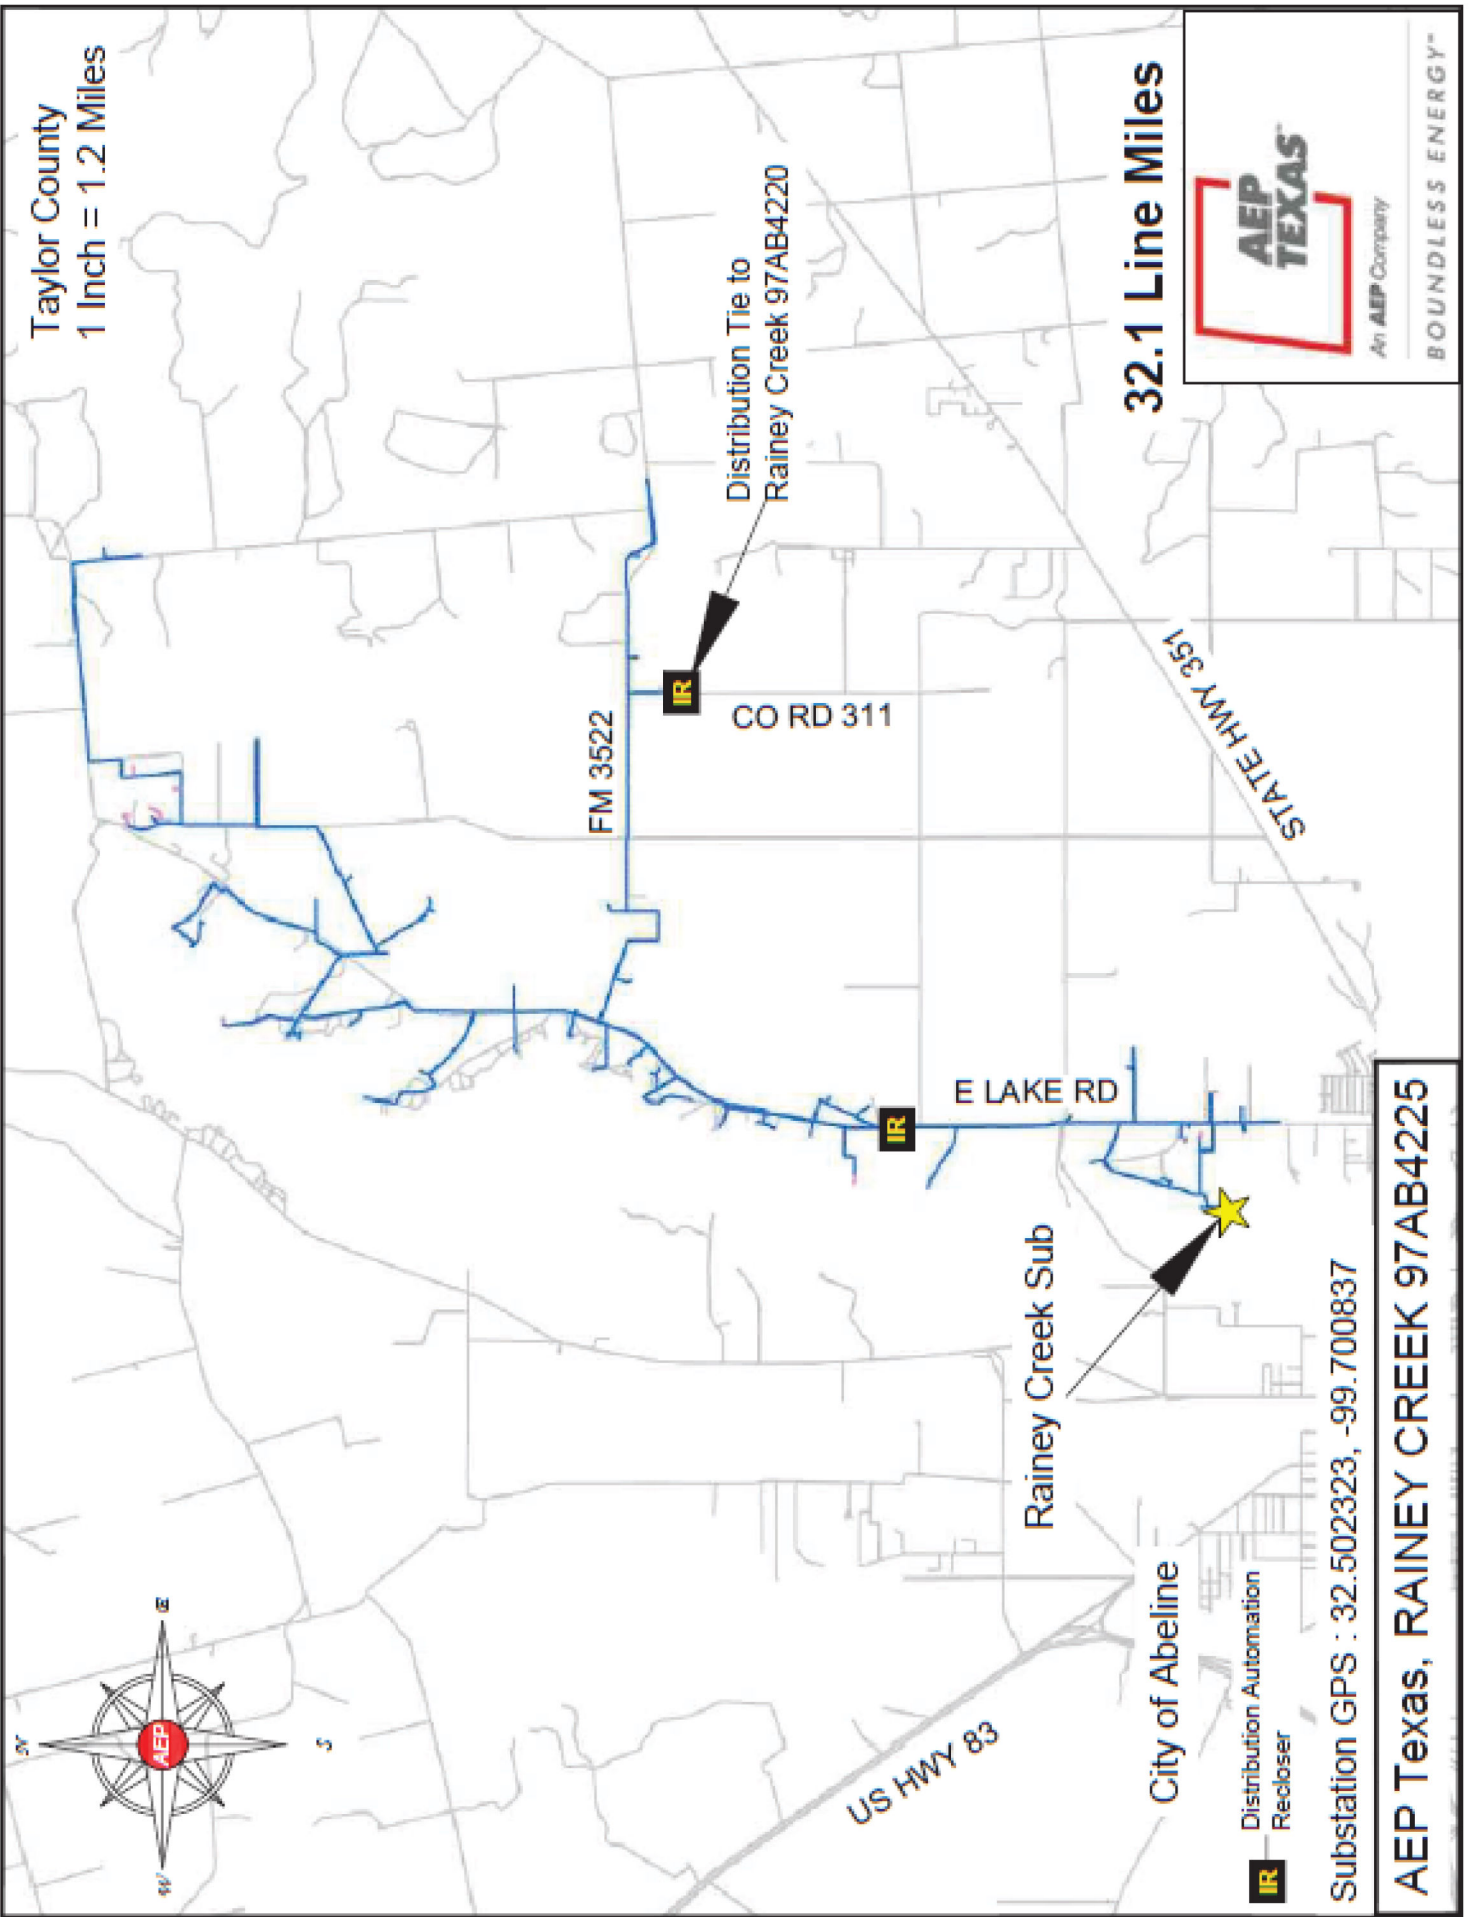 Taylor County
1 Inch = 1.2 Miles
N
E
S
W
AEP
Distribution Tie to
Rainey Creek 97AB4220
IR
FM 3522
CO RD 311
STATE HWY 351
E LAKE RD
IR
Rainey Creek Sub
US HWY 83
City of Abeline
IR
Distribution Automation
Recloser
Substation GPS : 32.502323, -99.700837
AEP Texas, RAINEY CREEK 97AB4225
32.1 Line Miles
AEP
TEXAS
An AEP Company
BOUNDLESS ENERGY™